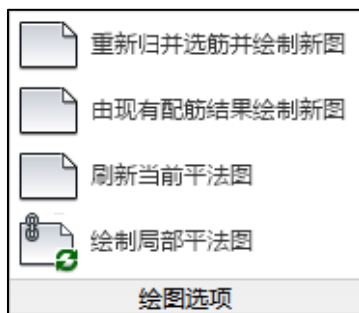 重新归并选筋并绘制新图
由现有配筋结果绘制新图
刷新当前平法图
绘制局部平法图
绘图选项